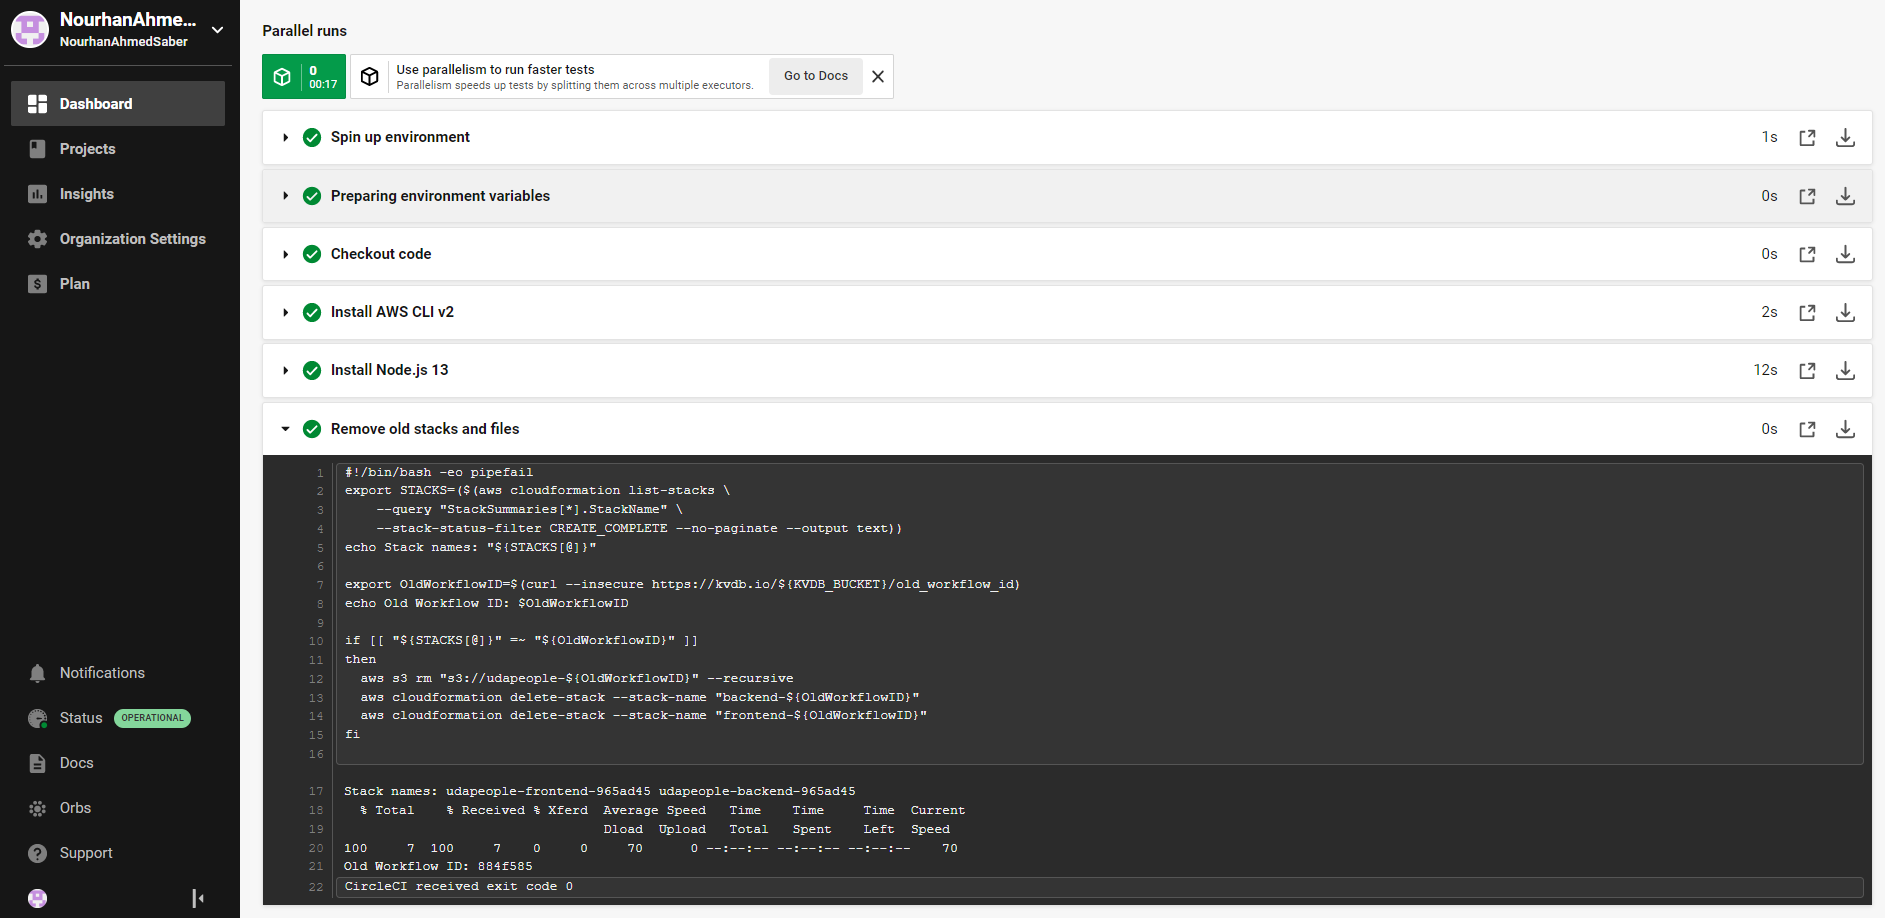 NourhanAhme...
NourhanAhmedSaber
Dashboard
Projects
Insights
Organization Settings
Plan
Notifications
Status OPERATIONAL
Docs
Orbs
Support
Parallel runs
0
00:17
Use parallelism to run faster tests
Parallelism speeds up tests by splitting them across multiple executors.
Go to Docs
Spin up environment 1s
Preparing environment variables 0s
Checkout code 0s
Install AWS CLI v2 2s
Install Node.js 13 12s
Remove old stacks and files 0s
1 #!/bin/bash -eo pipefail
2 export STACKS=($(aws cloudformation list-stacks \
3     --query "StackSummaries[*].StackName" \
4     --stack-status-filter CREATE_COMPLETE --no-paginate --output text))
5 echo Stack names: "${STACKS[@]}"
6
7 export OldWorkflowID=$(curl --insecure https://kvdb.io/${KVDB_BUCKET}/old_workflow_id)
8 echo Old Workflow ID: $OldWorkflowID
9
10 if [[ "${STACKS[@]}" =~ "${OldWorkflowID}" ]]
11 then
12   aws s3 rm "s3://udapeople-${OldWorkflowID}" --recursive
13   aws cloudformation delete-stack --stack-name "backend-${OldWorkflowID}"
14   aws cloudformation delete-stack --stack-name "frontend-${OldWorkflowID}"
15 fi
16
17 Stack names: udapeople-frontend-965ad45 udapeople-backend-965ad45
18   % Total    % Received % Xferd  Average Speed   Time    Time     Time  Current
19                                  Dload  Upload   Total   Spent    Left  Speed
20 100     7  100     7    0     0     70      0 --:--:-- --:--:-- --:--:--    70
21 Old Workflow ID: 884f585
22 CircleCI received exit code 0